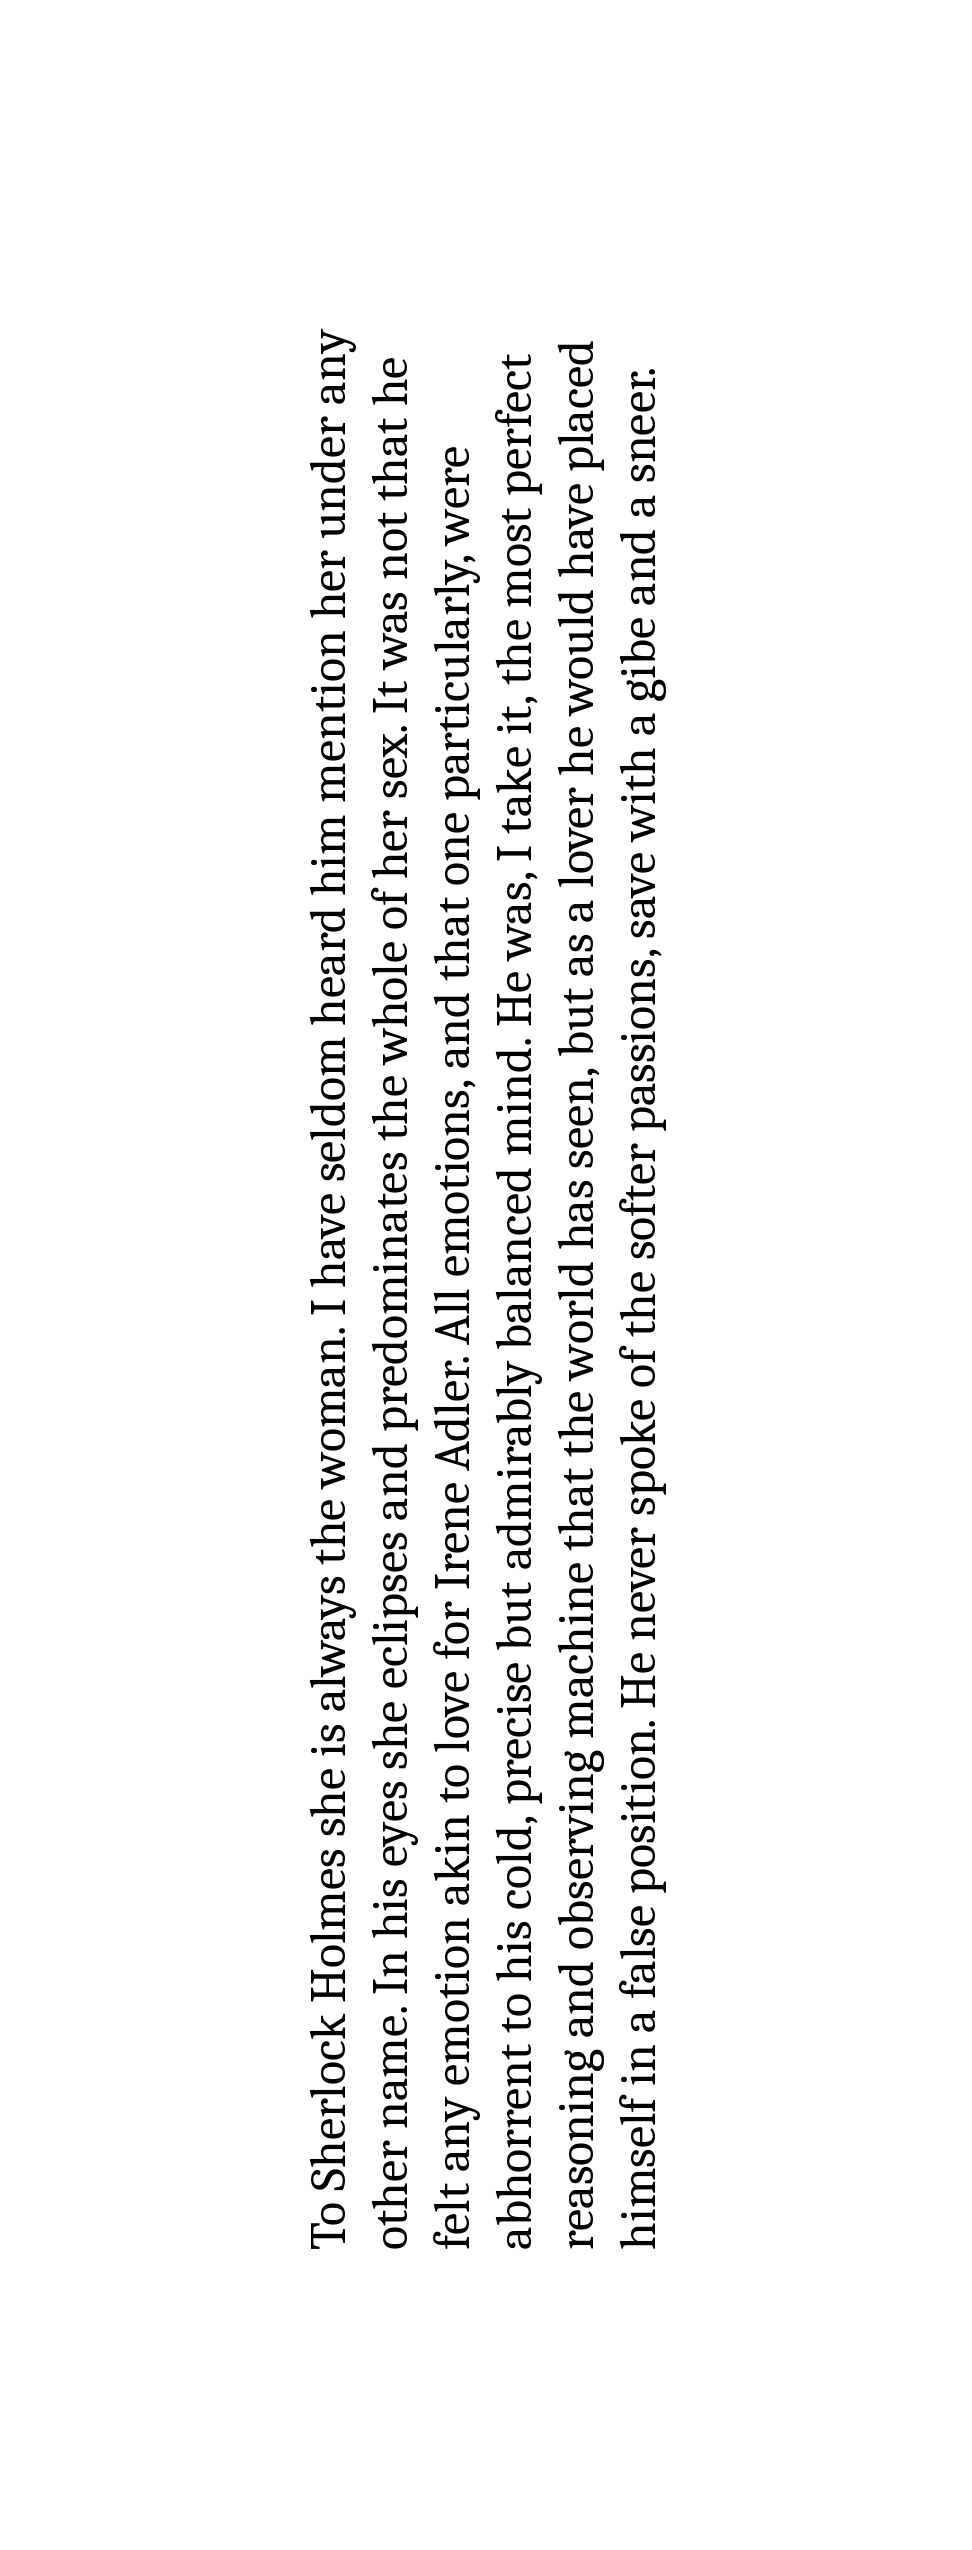 To Sherlock Holmes she is always the woman. I have seldom heard him mention her under any
other name. In his eyes she eclipses and predominates the whole of her sex. It was not that he
felt any emotion akin to love for Irene Adler. All emotions, and that one particularly, were
abhorrent to his cold, precise but admirably balanced mind. He was, I take it, the most perfect
reasoning and observing machine that the world has seen, but as a lover he would have placed
himself in a false position. He never spoke of the softer passions, save with a gibe and a sneer.